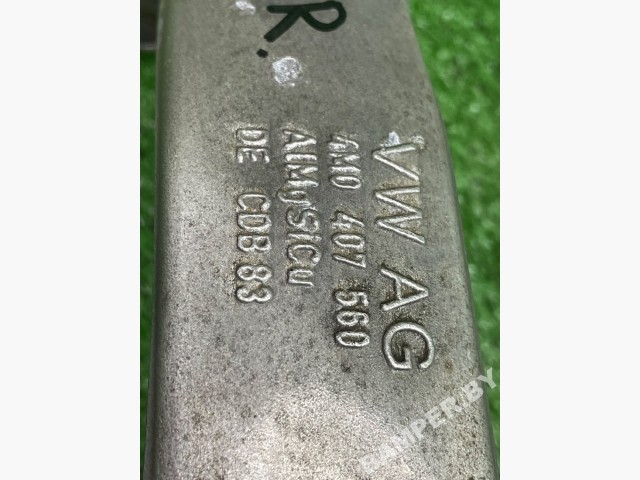 R.
VW AG
4M0 407 560
AlMgSiCu
DE CDB 83
BAMPER.BY